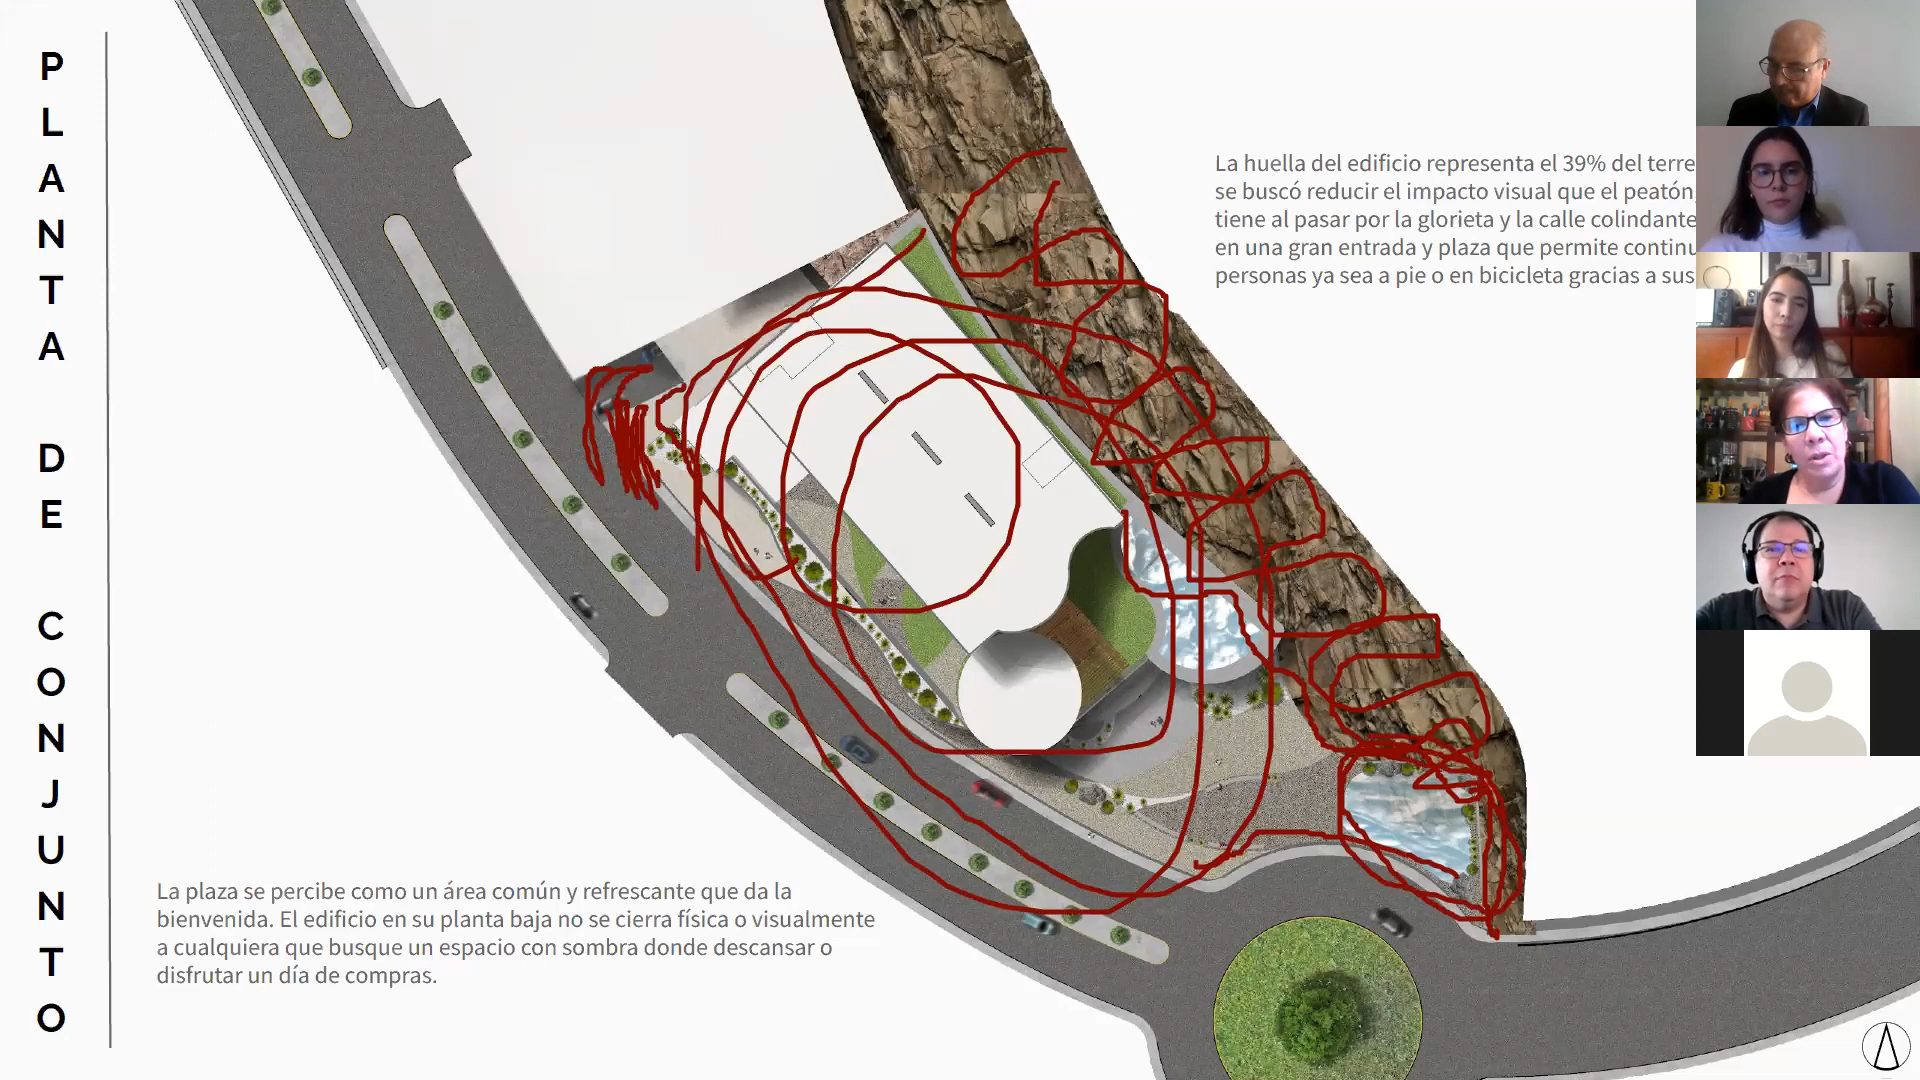 PLANTA DE CONJUNTO
La huella del edificio representa el 39% del
se buscó reducir el impacto visual que el peatón,
tiene al pasar por la glorieta y la calle colindante
en una gran entrada y plaza que permite
personas ya sea a pie o en bicicleta gracias a sus
La plaza se percibe como un área común y refrescante que da la
bienvenida. El edificio en su planta baja no se cierra física o visualmente
a cualquiera que busque un espacio con sombra donde descansar o
disfrutar un día de compras.